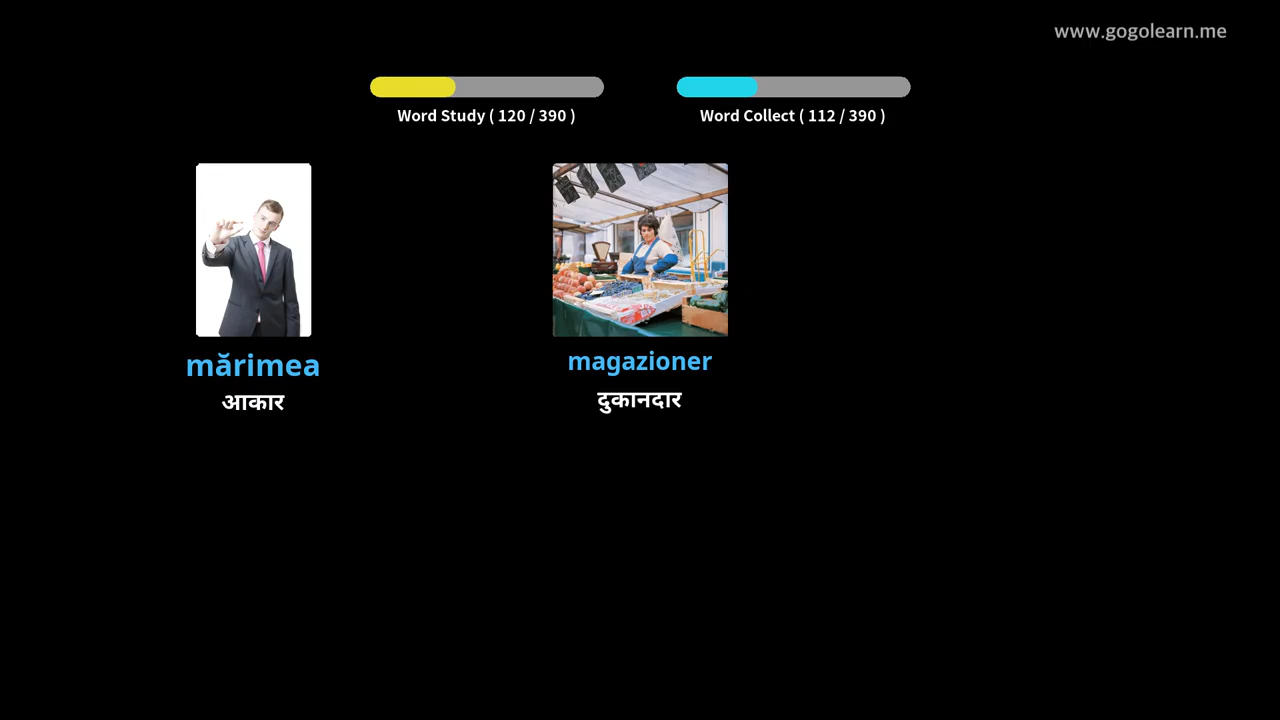 www.gogolearn.me
Word Study ( 120 / 390 )
Word Collect ( 112 / 390 )
mărimea
आकार
magazioner
दुकानदार